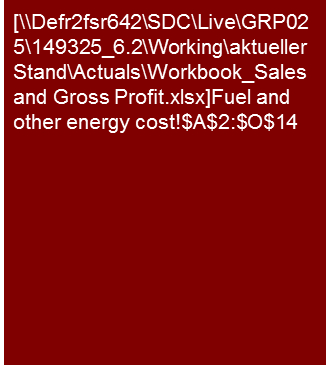 [\\Defr2fsr642\SDC\Live\GRP02
5\149325_6.2\Working\aktueller
Stand\Actuals\Workbook_Sales
and Gross Profit.xlsx]Fuel and
other energy cost!$A$2:$O$14